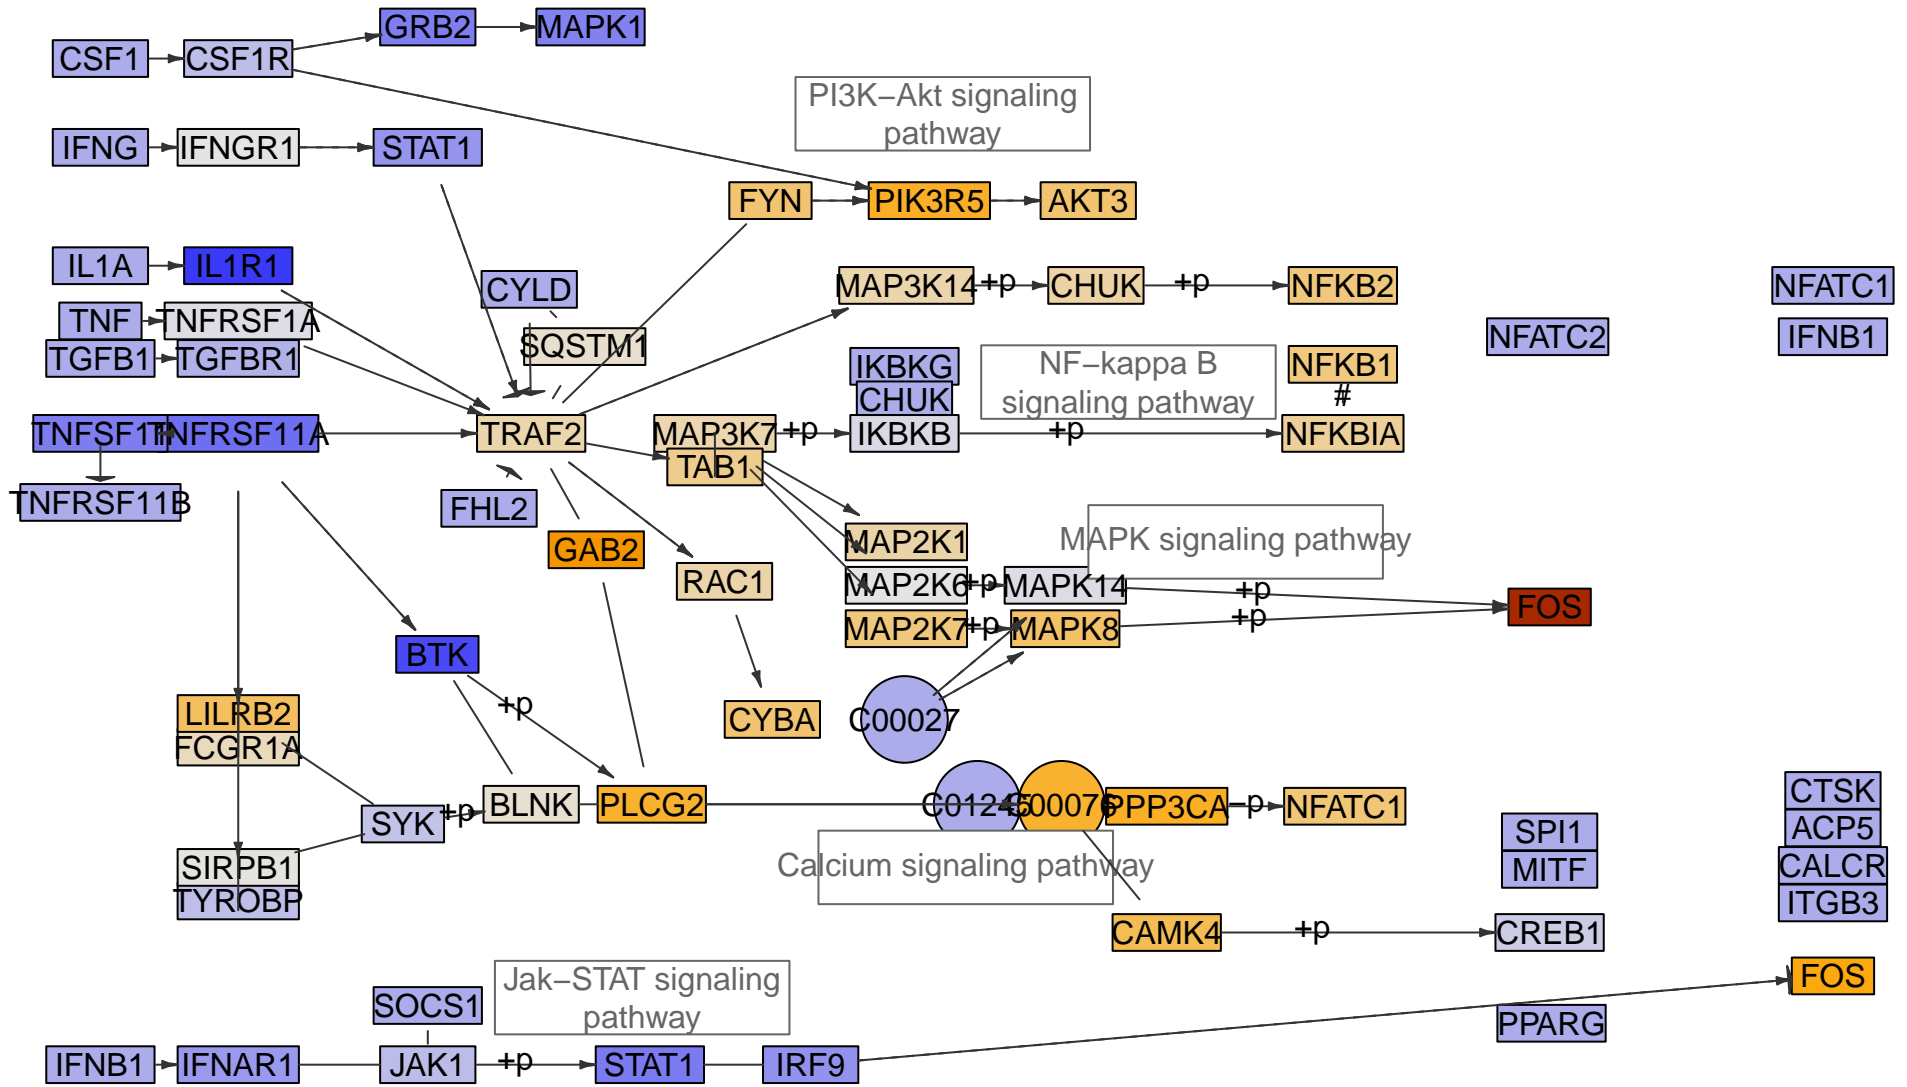 GRB2
MAPK1
CSF1
CSF1R
PI3K−Akt signaling
pathway
IFNG
IFNGR1
STAT1
FYN
PIK3R5
AKT3
IL1A
IL1R1
CYLD
MAP3K14
+p
CHUK
+p
NFKB2
NFATC1
TNF
TNFRSF1A
SQSTM1
NFATC2
IFNB1
TGFB1
TGFBR1
IKBKG
NF−kappa B
signaling pathway
NFKB1
#
CHUK
TNFRSF11A
TRAF2
MAP3K7
+p
IKBKB
+p
NFKBIA
TAB1
TNFRSF11B
FHL2
GAB2
MAP2K1
MAPK signaling pathway
RAC1
MAP2K6
+p
MAPK14
+p
FOS
MAP2K7
+p
MAPK8
+p
BTK
+p
LILRB2
CYBA
C00027
FCGR1A
SYK
+p
BLNK
PLCG2
C00076
PPP3CA
−p
NFATC1
CTSK
SPI1
ACP5
SIRPB1
Calcium signaling pathway
MITF
CALCR
TYROBP
ITGB3
CAMK4
+p
CREB1
Jak−STAT signaling
pathway
FOS
SOCS1
PPARG
IFNB1
IFNAR1
JAK1
+p
STAT1
IRF9